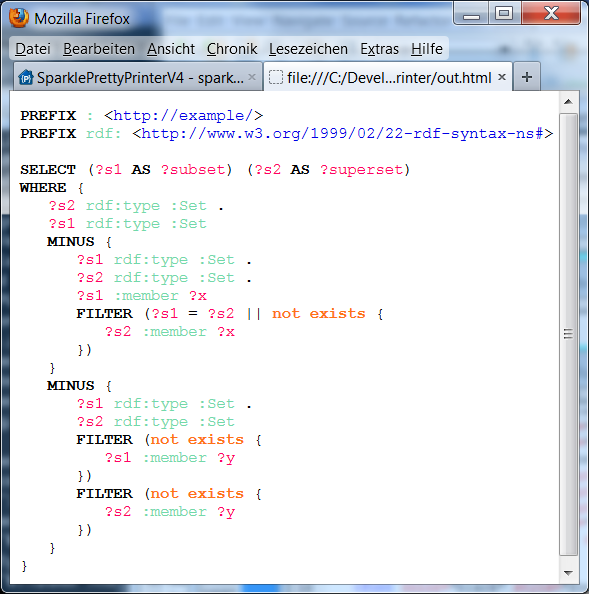 Mozilla Firefox
Datei Bearbeiten Ansicht Chronik Lesezeichen Extras Hilfe
SparklePrettyPrinterV4 - spark... × file:///C:/Devel...rinter/out.html × +
PREFIX : <http://example/>
PREFIX rdf: <http://www.w3.org/1999/02/22-rdf-syntax-ns#>
SELECT (?s1 AS ?subset) (?s2 AS ?superset)
WHERE {
?s2 rdf:type :Set .
?s1 rdf:type :Set
MINUS {
?s1 rdf:type :Set .
?s2 rdf:type :Set .
?s1 :member ?x
FILTER (?s1 = ?s2 || not exists {
?s2 :member ?x
})
}
MINUS {
?s1 rdf:type :Set .
?s2 rdf:type :Set
FILTER (not exists {
?s1 :member ?y
})
FILTER (not exists {
?s2 :member ?y
})
}
}